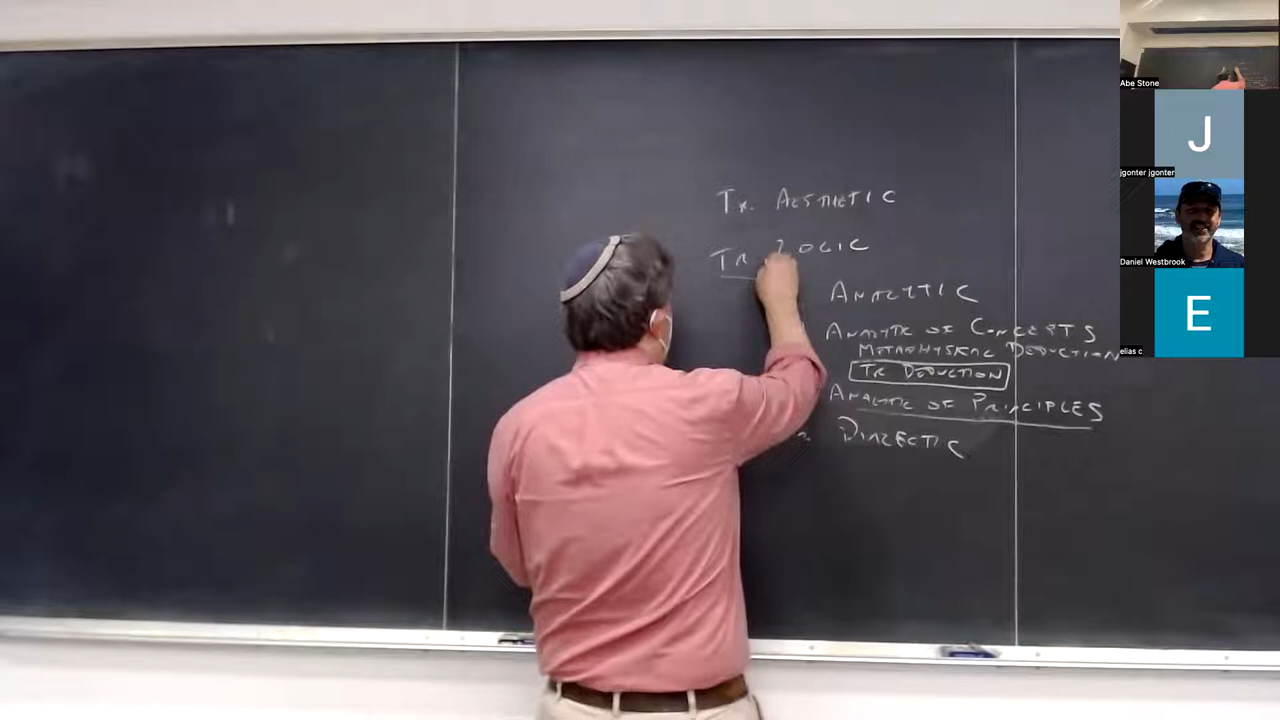 Tr. AESTHETIC
TR LOGIC
ANALYTIC
ANALYTIC OF CONCEPTS
METAPHYSICAL DEDUCTION
TR DEDUCTION
ANALYTIC OF PRINCIPLES
DIALECTIC
Abe Stone
J
jgonter jgonter
Daniel Westbrook
E
elias c